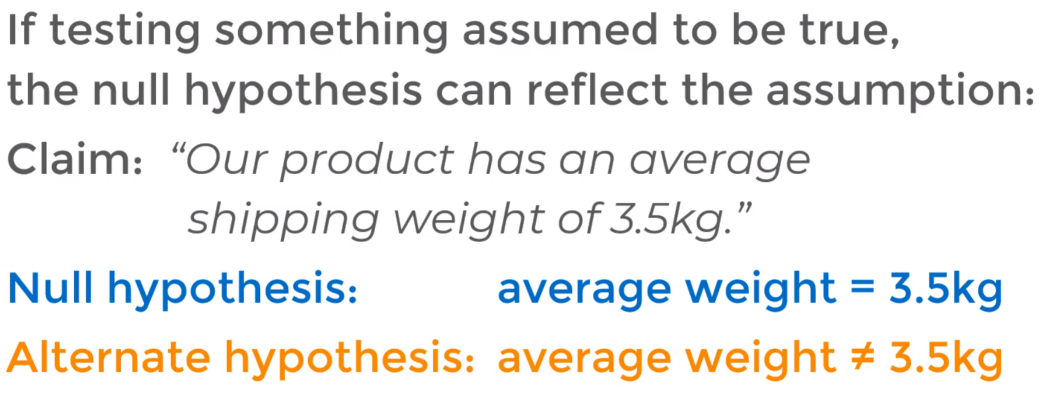 If testing something assumed to be true,
the null hypothesis can reflect the assumption:
Claim: “Our product has an average
shipping weight of 3.5kg.”
Null hypothesis: average weight = 3.5kg
Alternate hypothesis: average weight ≠ 3.5kg